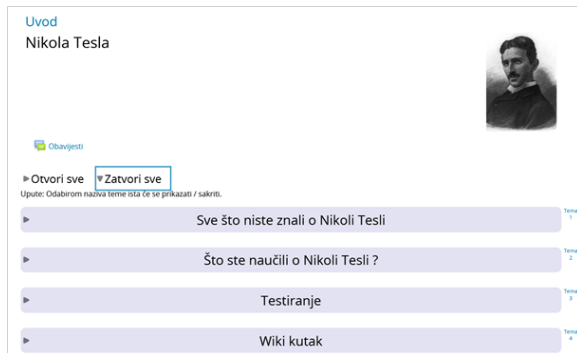 Uvod
Nikola Tesla
Obavijesti
Otvori sve Zatvori sve
Upute: Odabirom naziva teme ista će se prikazati / sakriti.
Sve što niste znali o Nikoli Tesli
Tema
1
Što ste naučili o Nikoli Tesli ?
Tema
2
Testiranje
Tema
3
Wiki kutak
Tema
4